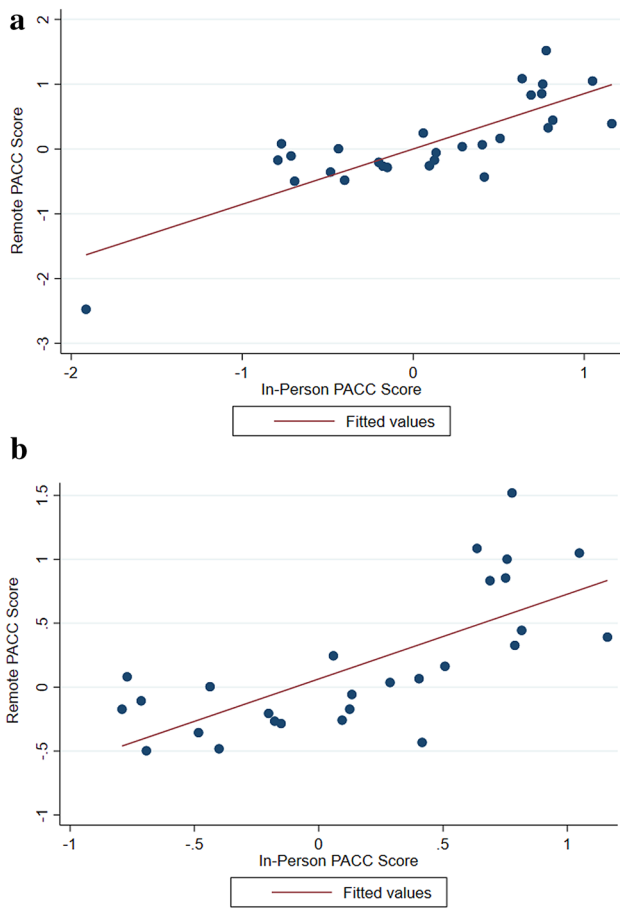 a
2
1
0
-1
-2
-3
Remote PACC Score
-2 -1 0 1
In-Person PACC Score
Fitted values
b
1.5
1
.5
0
-.5
-1
Remote PACC Score
-1 -.5 0 .5 1
In-Person PACC Score
Fitted values